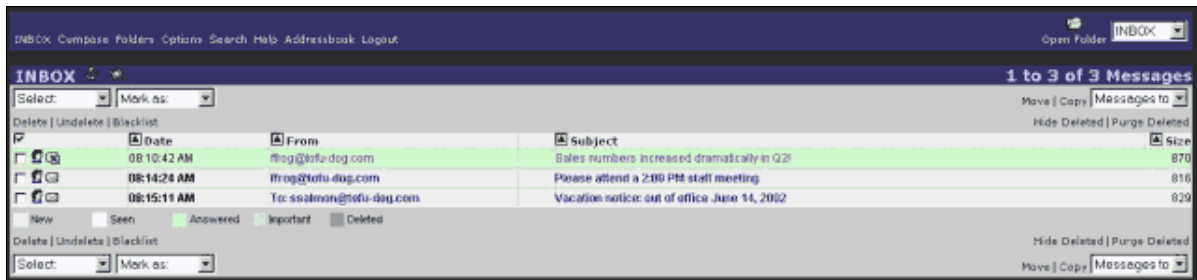 INBOX Compose Folders Options Search Help Addressbook Logout Open Folder INBOX
INBOX 1 to 3 of 3 Messages
Select: Mark as: Move | Copy Messages to
Delete | Undelete | Blacklist Hide Deleted | Purge Deleted
Date From Subject Size
08:10:42 AM ffrog@tofu-dog.com Sales numbers increased dramatically in Q2! 870
08:14:24 AM ffrog@tofu-dog.com Please attend a 2:00 PM staff meeting 816
08:15:11 AM To: ssalmon@tofu-dog.com Vacation notice: out of office June 14, 2002 829
New Seen Answered Important Deleted
Delete | Undelete | Blacklist Hide Deleted | Purge Deleted
Select: Mark as: Move | Copy Messages to